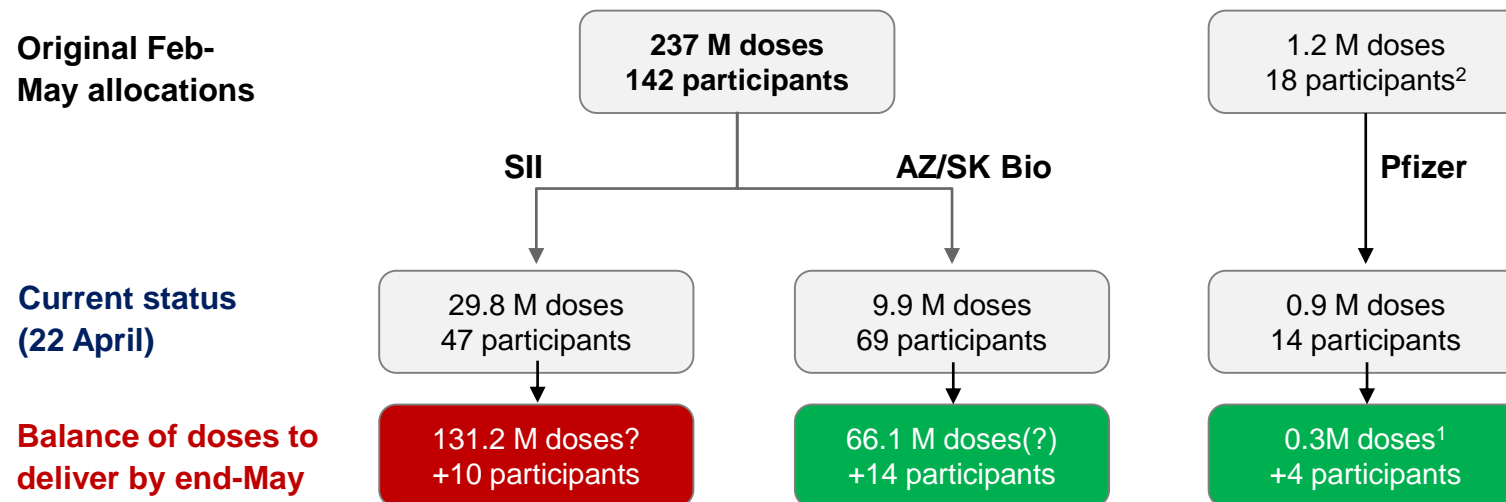 Original Feb-
May allocations
237 M doses
142 participants
1.2 M doses
18 participants²
SII
AZ/SK Bio
Pfizer
Current status
(22 April)
29.8 M doses
47 participants
9.9 M doses
69 participants
0.9 M doses
14 participants
Balance of doses to
deliver by end-May
131.2 M doses?
+10 participants
66.1 M doses(?)
+14 participants
0.3M doses¹
+4 participants